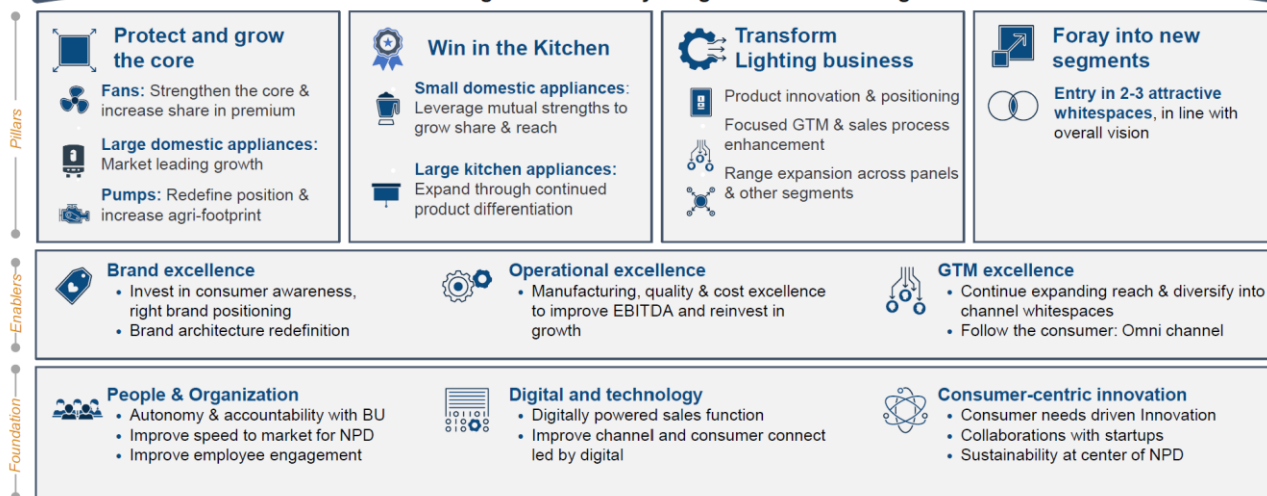 Protect and grow
the core
Fans: Strengthen the core &
increase share in premium
Large domestic appliances:
Market leading growth
Pumps: Redefine position &
increase agri-footprint
Win in the Kitchen
Small domestic appliances:
Leverage mutual strengths to
grow share & reach
Large kitchen appliances:
Expand through continued
product differentiation
Transform
Lighting business
Product innovation & positioning
Focused GTM & sales process
enhancement
Range expansion across panels
& other segments
Foray into new
segments
Entry in 2-3 attractive
whitespaces, in line with
overall vision
Pillars
Brand excellence
• Invest in consumer awareness,
right brand positioning
• Brand architecture redefinition
Operational excellence
• Manufacturing, quality & cost excellence
to improve EBITDA and reinvest in
growth
GTM excellence
• Continue expanding reach & diversify into
channel whitespaces
• Follow the consumer: Omni channel
Enablers
People & Organization
• Autonomy & accountability with BU
• Improve speed to market for NPD
• Improve employee engagement
Digital and technology
• Digitally powered sales function
• Improve channel and consumer connect
led by digital
Consumer-centric innovation
• Consumer needs driven Innovation
• Collaborations with startups
• Sustainability at center of NPD
Foundation